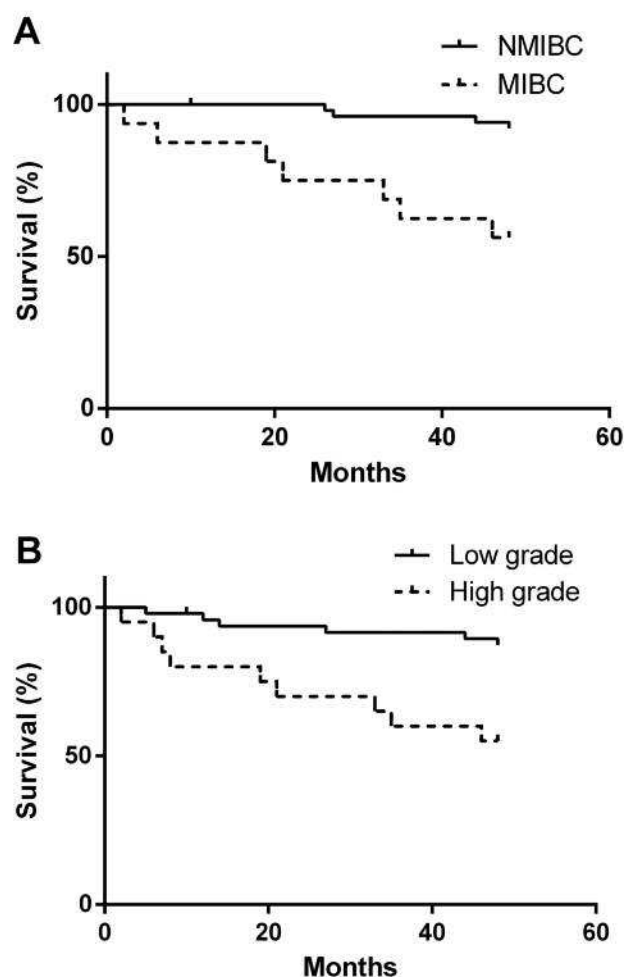 A
NMIBC
MIBC
100
50
0
Survival (%)
0 20 40 60
Months
B
Low grade
High grade
100
50
0
Survival (%)
0 20 40 60
Months